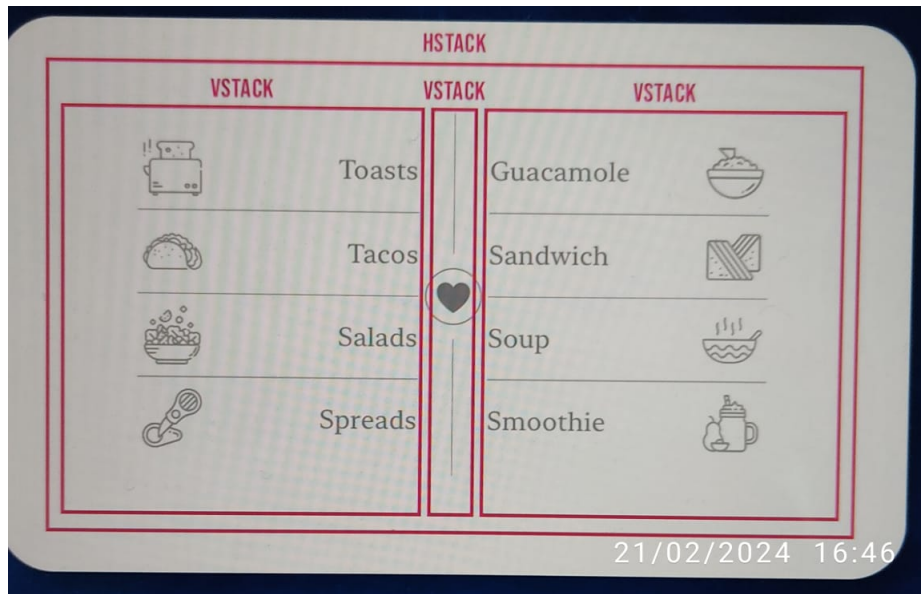 HSTACK
VSTACK
VSTACK
VSTACK
Toasts
Guacamole
Tacos
Sandwich
Salads
Soup
Spreads
Smoothie
21/02/2024 16:46